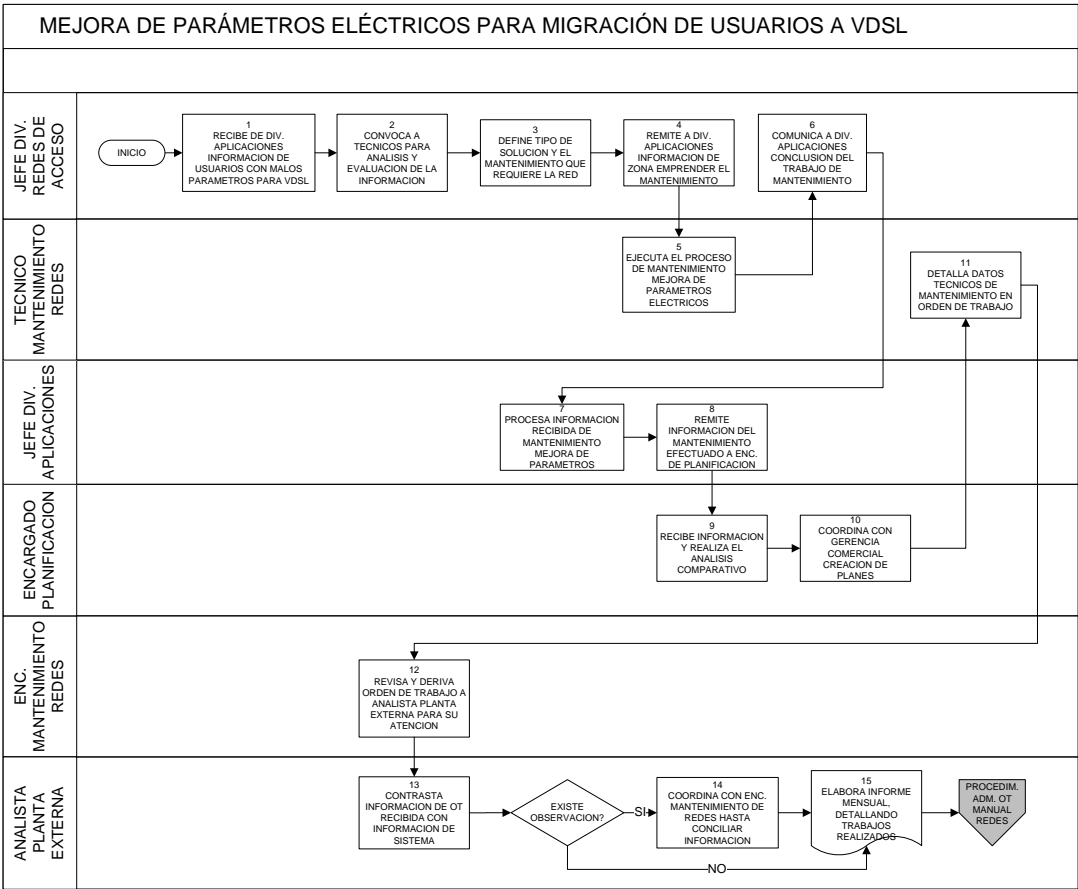 MEJORA DE PARÁMETROS ELÉCTRICOS PARA MIGRACIÓN DE USUARIOS A VDSL
JEFE DIV.
REDES DE
ACCESO
INICIO
1
RECIBE DE DIV.
APLICACIONES
INFORMACION DE
USUARIOS CON MALOS
PARAMETROS PARA VDSL
2
CONVOCA A
TECNICOS PARA
ANALISIS Y
EVALUACION DE LA
INFORMACION
3
DEFINE TIPO DE
SOLUCION Y EL
MANTENIMIENTO QUE
REQUIERE LA RED
4
REMITE A DIV.
APLICACIONES
INFORMACION DE
ZONA EMPRENDER EL
MANTENIMIENTO
6
COMUNICA A DIV.
APLICACIONES
CONCLUSION DEL
TRABAJO DE
MANTENIMIENTO
TECNICO
MANTENIMIENTO
REDES
5
EJECUTA EL PROCESO
DE MANTENIMIENTO
MEJORA DE
PARAMETROS
ELECTRICOS
11
DETALLA DATOS
TECNICOS DE
MANTENIMIENTO EN
ORDEN DE TRABAJO
JEFE DIV.
APLICACIONES
7
PROCESA INFORMACION
RECIBIDA DE
MANTENIMIENTO
MEJORA DE
PARAMETROS
8
REMITE
INFORMACION DEL
MANTENIMIENTO
EFECTUADO A ENC.
DE PLANIFICACION
ENCARGADO
PLANIFICACION
9
RECIBE INFORMACION
Y REALIZA EL
ANALISIS
COMPARATIVO
10
COORDINA CON
GERENCIA
COMERCIAL
CREACION DE
PLANES
ENC.
MANTENIMIENTO
REDES
12
REVISA Y DERIVA
ORDEN DE TRABAJO A
ANALISTA PLANTA
EXTERNA PARA SU
ATENCION
ANALISTA
PLANTA
EXTERNA
13
CONTRASTA
INFORMACION DE OT
RECIBIDA CON
INFORMACION DE
SISTEMA
EXISTE
OBSERVACION?
SI
NO
14
COORDINA CON ENC.
MANTENIMIENTO DE
REDES HASTA
CONCILIAR
INFORMACION
15
ELABORA INFORME
MENSUAL,
DETALLANDO
TRABAJOS
REALIZADOS
PROCEDIM.
ADM. OT
MANUAL
REDES